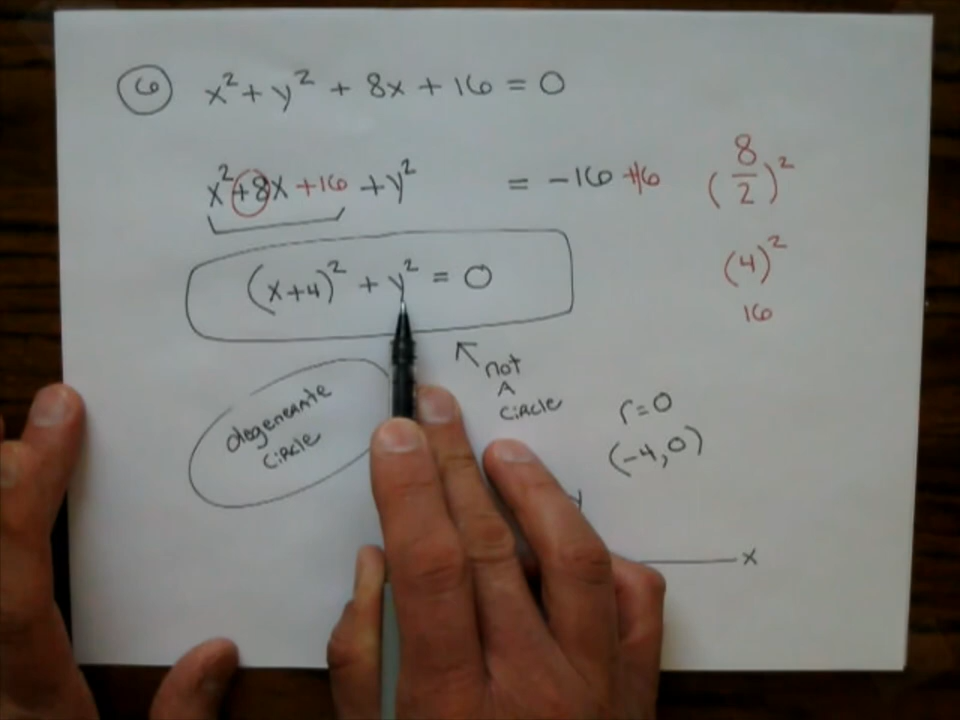 6 x² + y² + 8x + 16 = 0
x² + 8x + 16 + y² = -16 + 16 (8/2)²
(x+4)² + y² = 0 (4)²
16
not
A
circle
degeneante
circle
r = 0
(-4, 0)
y
x